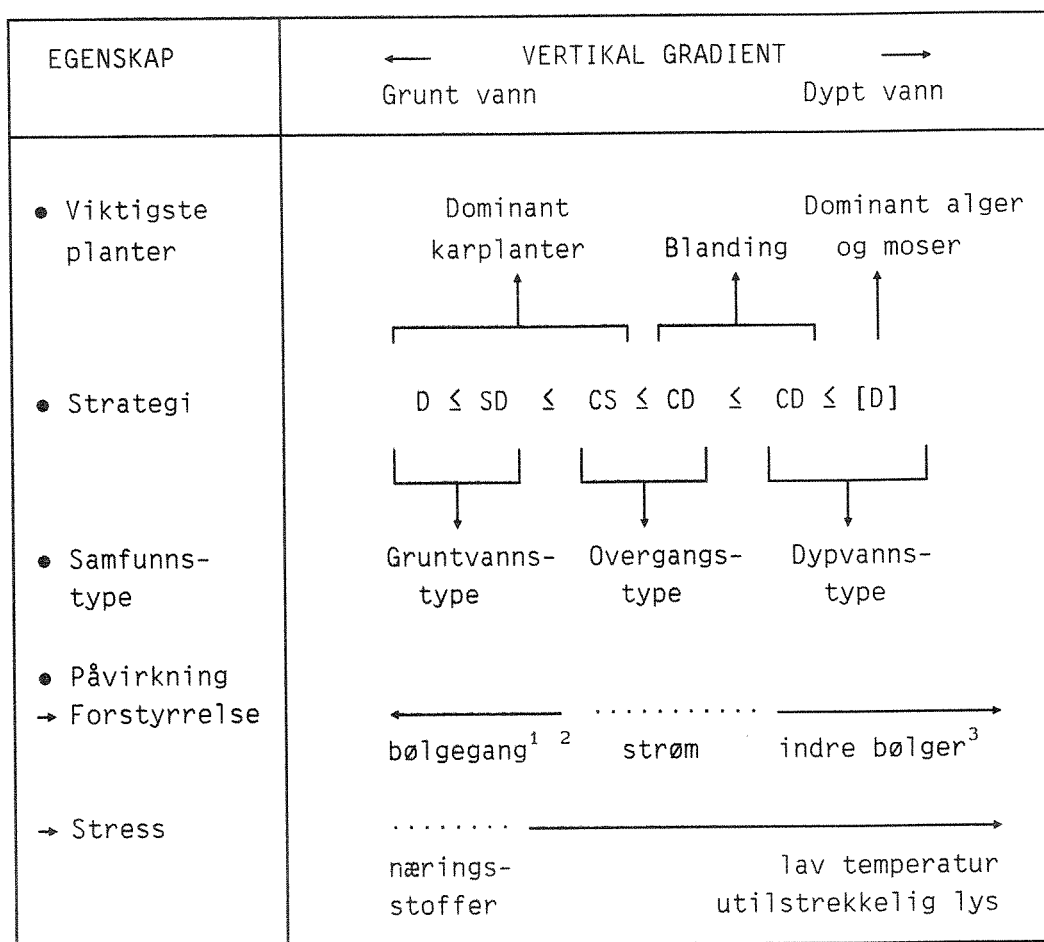 EGENSKAP
← VERTIKAL GRADIENT →
Grunt vann Dypt vann
● Viktigste planter
Dominant karplanter
Blanding
Dominant alger og moser
● Strategi
D ≤ SD ≤ CS ≤ CD ≤ CD ≤ [D]
● Samfunns-
type
Gruntvanns-
type
Overgangs-
type
Dypvanns-
type
● Påvirkning
→ Forstyrrelse
bølgegang¹ ² strøm indre bølger³
→ Stress
nærings-
stoffer
lav temperatur
utilstrekkelig lys